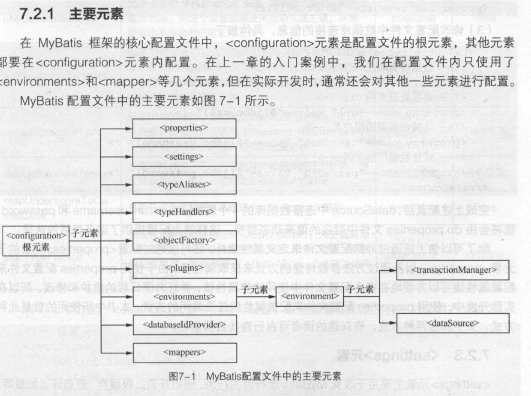 7.2.1 主要元素
在 MyBatis 框架的核心配置文件中，<configuration>元素是配置文件的根元素，其他元素
都要在<configuration>元素内配置。在上一章的入门案例中，我们在配置文件内只使用了
<environments>和<mapper>等几个元素，但在实际开发时，通常还会对其他一些元素进行配置。
MyBatis 配置文件中的主要元素如图 7-1 所示。
<properties>
<settings>
<typeAliases>
<typeHandlers>
<configuration>
根元素
子元素
<objectFactory>
<plugins>
<environments>
子元素
<environment>
子元素
<transactionManager>
<dataSource>
<databaseIdProvider>
<mappers>
图7-1 MyBatis配置文件中的主要元素